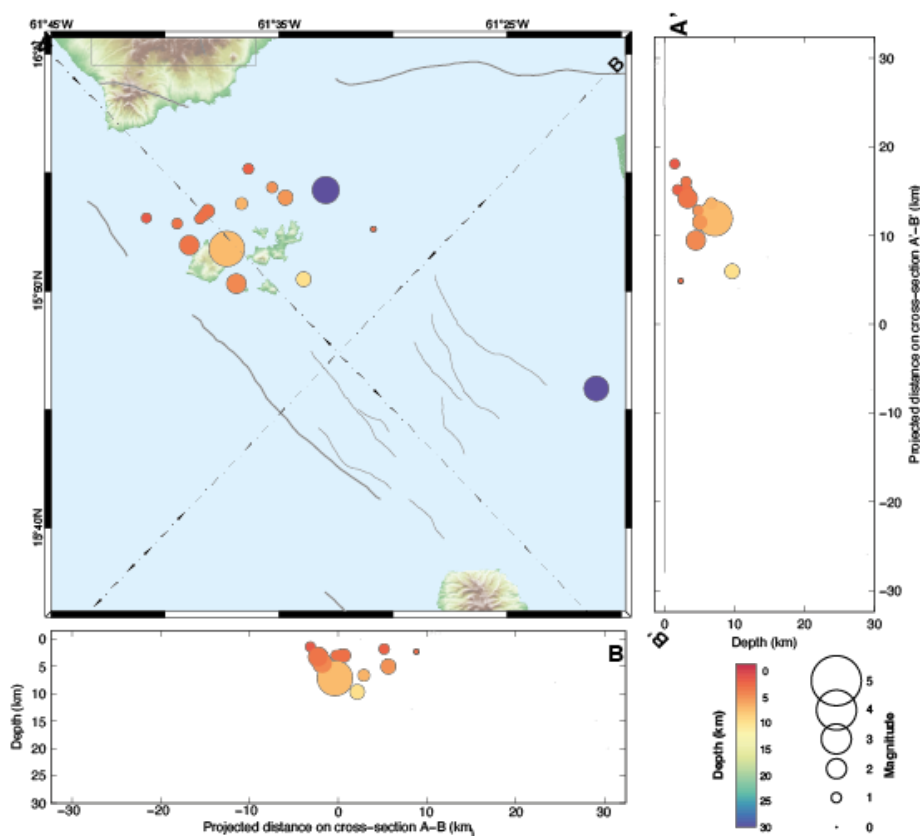 61°45'W 61°35'W 61°25'W
A'
B
15°50'N
15°40'N
30
20
10
0
−10
−20
−30
Projected distance on cross-section A'−B' (km)
0 10 20 30
Depth (km)
B'
B
0
5
10
15
20
25
30
Depth (km)
−30 −20 −10 0 10 20 30
Projected distance on cross-section A−B (km)
Depth (km)
0
5
10
15
20
25
30
5
4
3
2
1
0
Magnitude